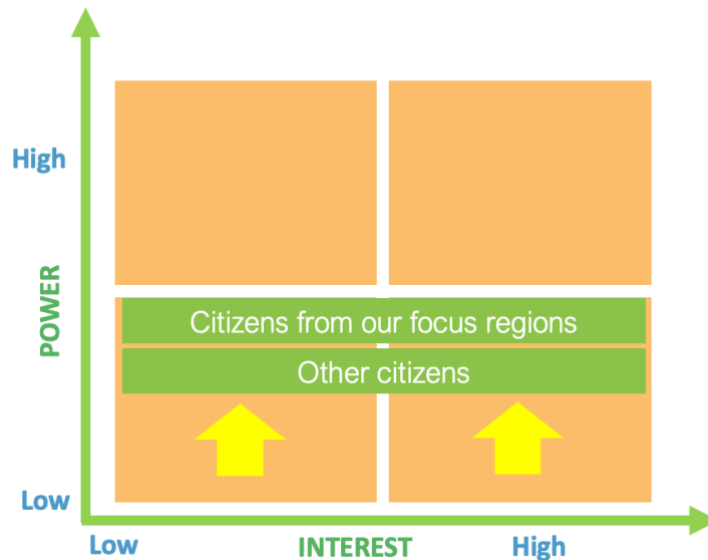 High
POWER
Citizens from our focus regions
Other citizens
Low
Low
INTEREST
High